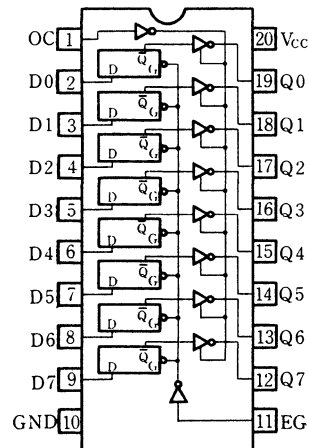 OC 1 20 VCC
Q̄
D G
D0 2 19 Q0
Q̄
D G
D1 3 18 Q1
Q̄
D G
D2 4 17 Q2
Q̄
D G
D3 5 16 Q3
Q̄
D G
D4 6 15 Q4
Q̄
D G
D5 7 14 Q5
Q̄
D G
D6 8 13 Q6
Q̄
D G
D7 9 12 Q7
GND 10 11 EG